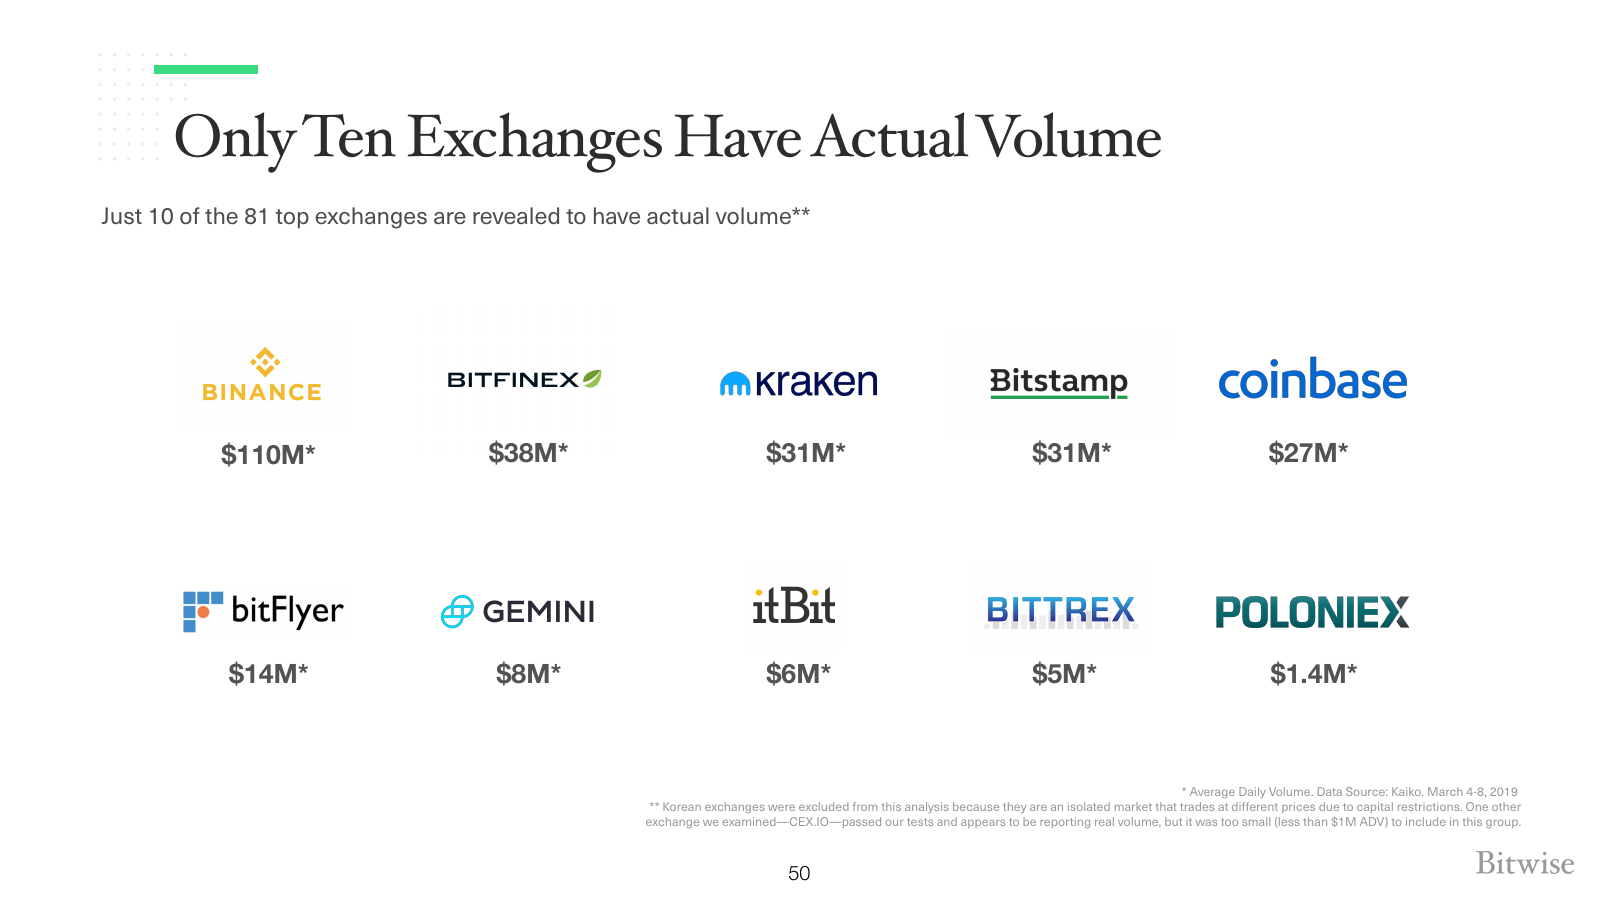 Only Ten Exchanges Have Actual Volume
Just 10 of the 81 top exchanges are revealed to have actual volume**
BINANCE
BITFINEX
kraken
Bitstamp
coinbase
$110M*
$38M*
$31M*
$31M*
$27M*
bitFlyer
GEMINI
itBit
BITTREX
POLONIEX
$14M*
$8M*
$6M*
$5M*
$1.4M*
* Average Daily Volume. Data Source: Kaiko. March 4-8, 2019
** Korean exchanges were excluded from this analysis because they are an isolated market that trades at different prices due to capital restrictions. One other
exchange we examined—CEX.IO—passed our tests and appears to be reporting real volume, but it was too small (less than $1M ADV) to include in this group.
50
Bitwise